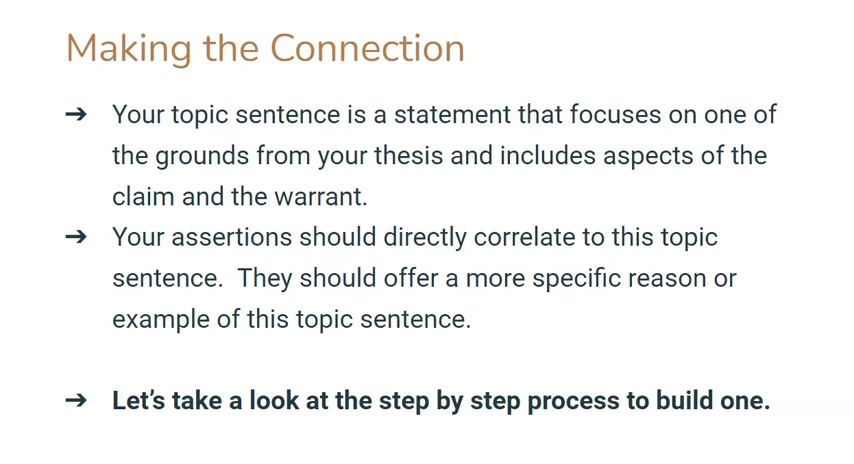 Making the Connection
➔ Your topic sentence is a statement that focuses on one of
the grounds from your thesis and includes aspects of the
claim and the warrant.
➔ Your assertions should directly correlate to this topic
sentence.  They should offer a more specific reason or
example of this topic sentence.
➔ Let’s take a look at the step by step process to build one.